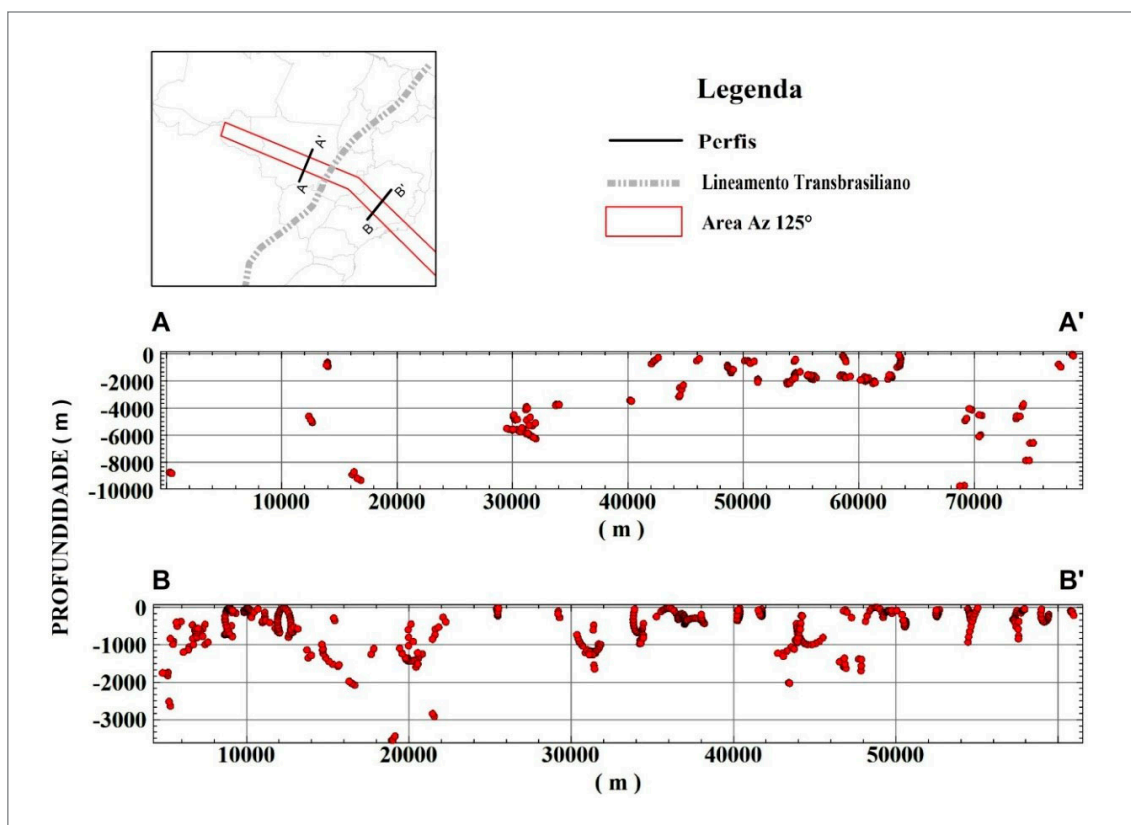 Legenda
Perfis
Lineamento Transbrasiliano
Area Az 125°
A
A'
B
B'
A
A'
0
-2000
-4000
-6000
-8000
-10000
10000 20000 30000 40000 50000 60000 70000
( m )
PROFUNDIDADE ( m )
B
B'
0
-1000
-2000
-3000
10000 20000 30000 40000 50000
( m )